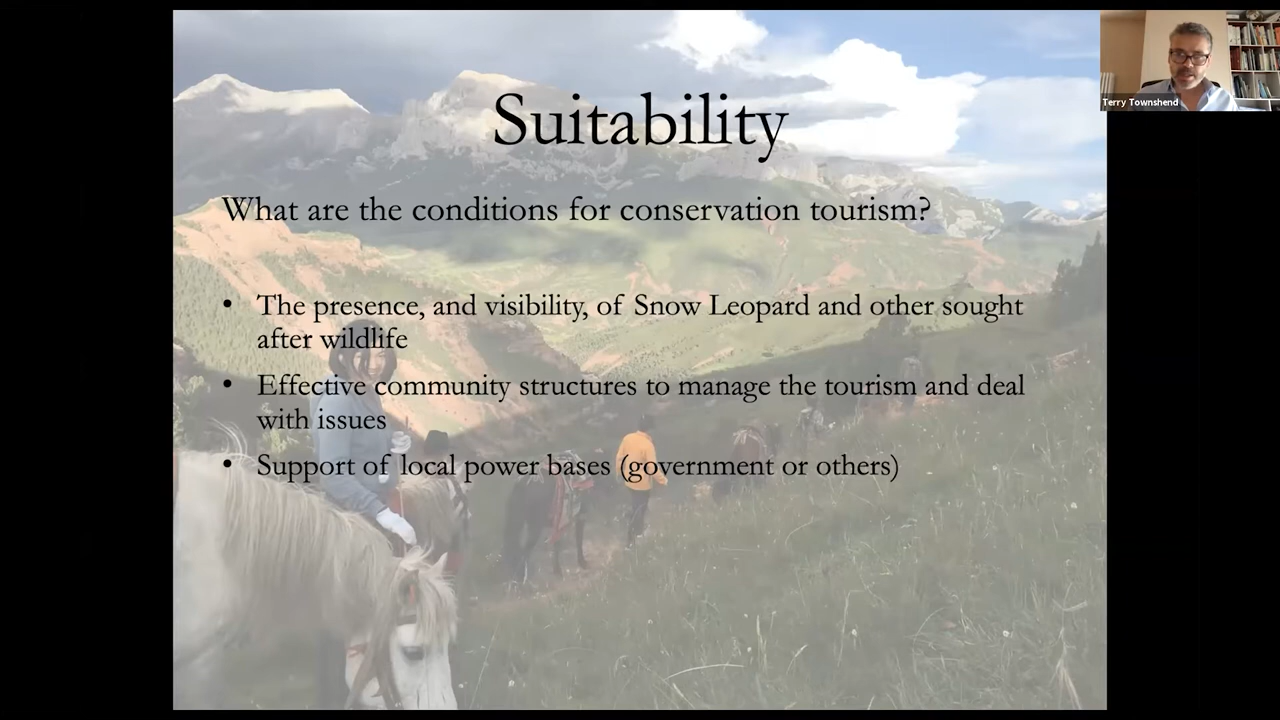 Suitability
What are the conditions for conservation tourism?
• The presence, and visibility, of Snow Leopard and other sought
after wildlife
• Effective community structures to manage the tourism and deal
with issues
• Support of local power bases (government or others)
Terry Townshend